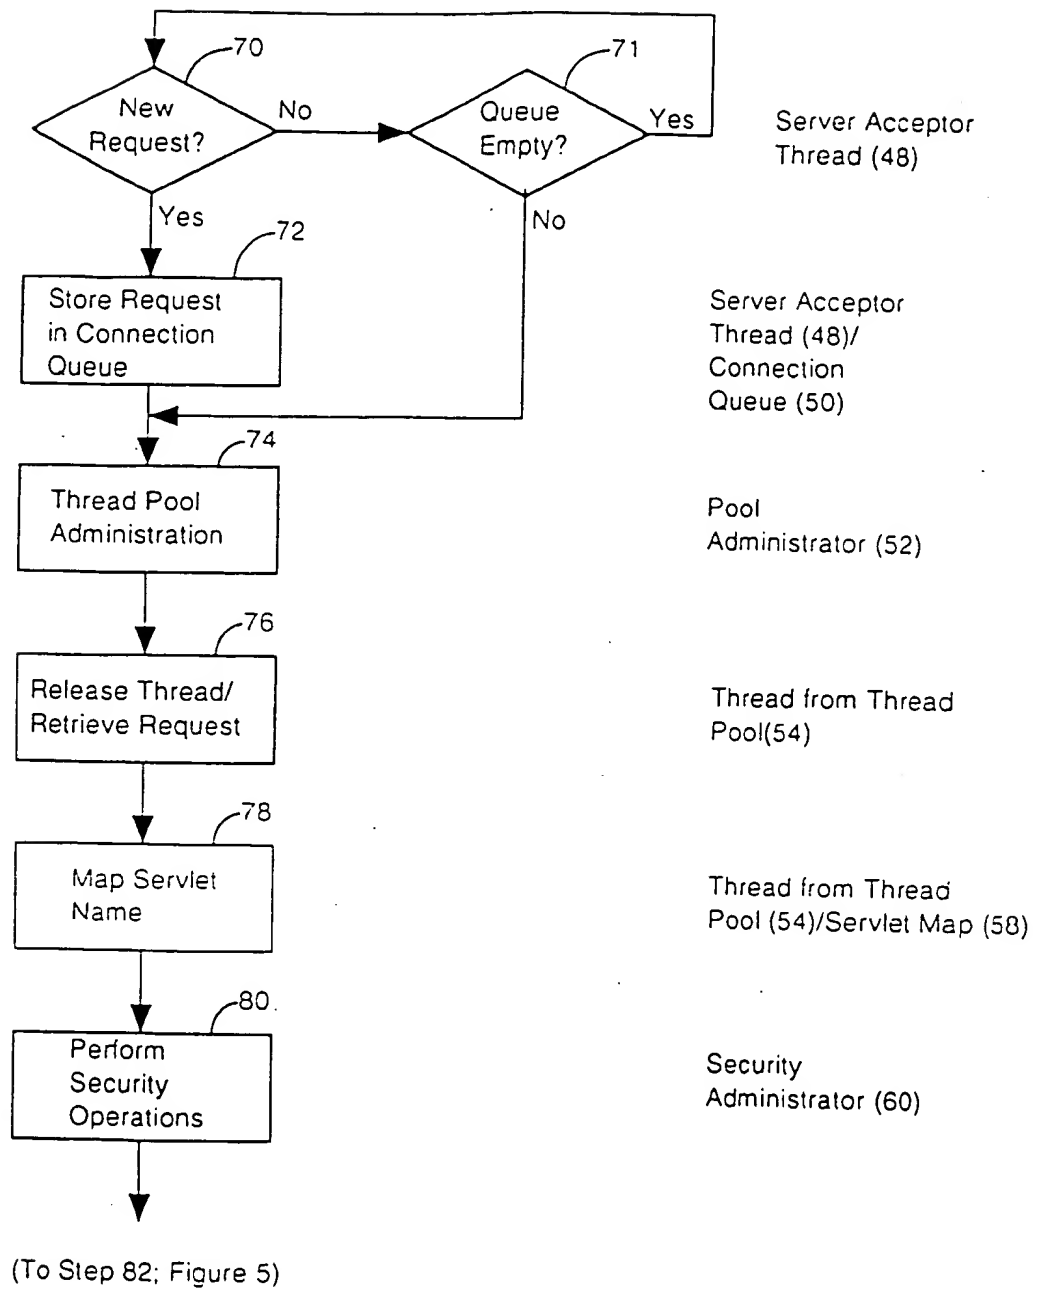 70
71
New
Request?
No
Queue
Empty?
Yes
Server Acceptor
Thread (48)
Yes
No
72
Store Request
in Connection
Queue
Server Acceptor
Thread (48)/
Connection
Queue (50)
74
Thread Pool
Administration
Pool
Administrator (52)
76
Release Thread/
Retrieve Request
Thread from Thread
Pool(54)
78
Map Servlet
Name
Thread from Thread
Pool (54)/Servlet Map (58)
80
Perform
Security
Operations
Security
Administrator (60)
(To Step 82; Figure 5)